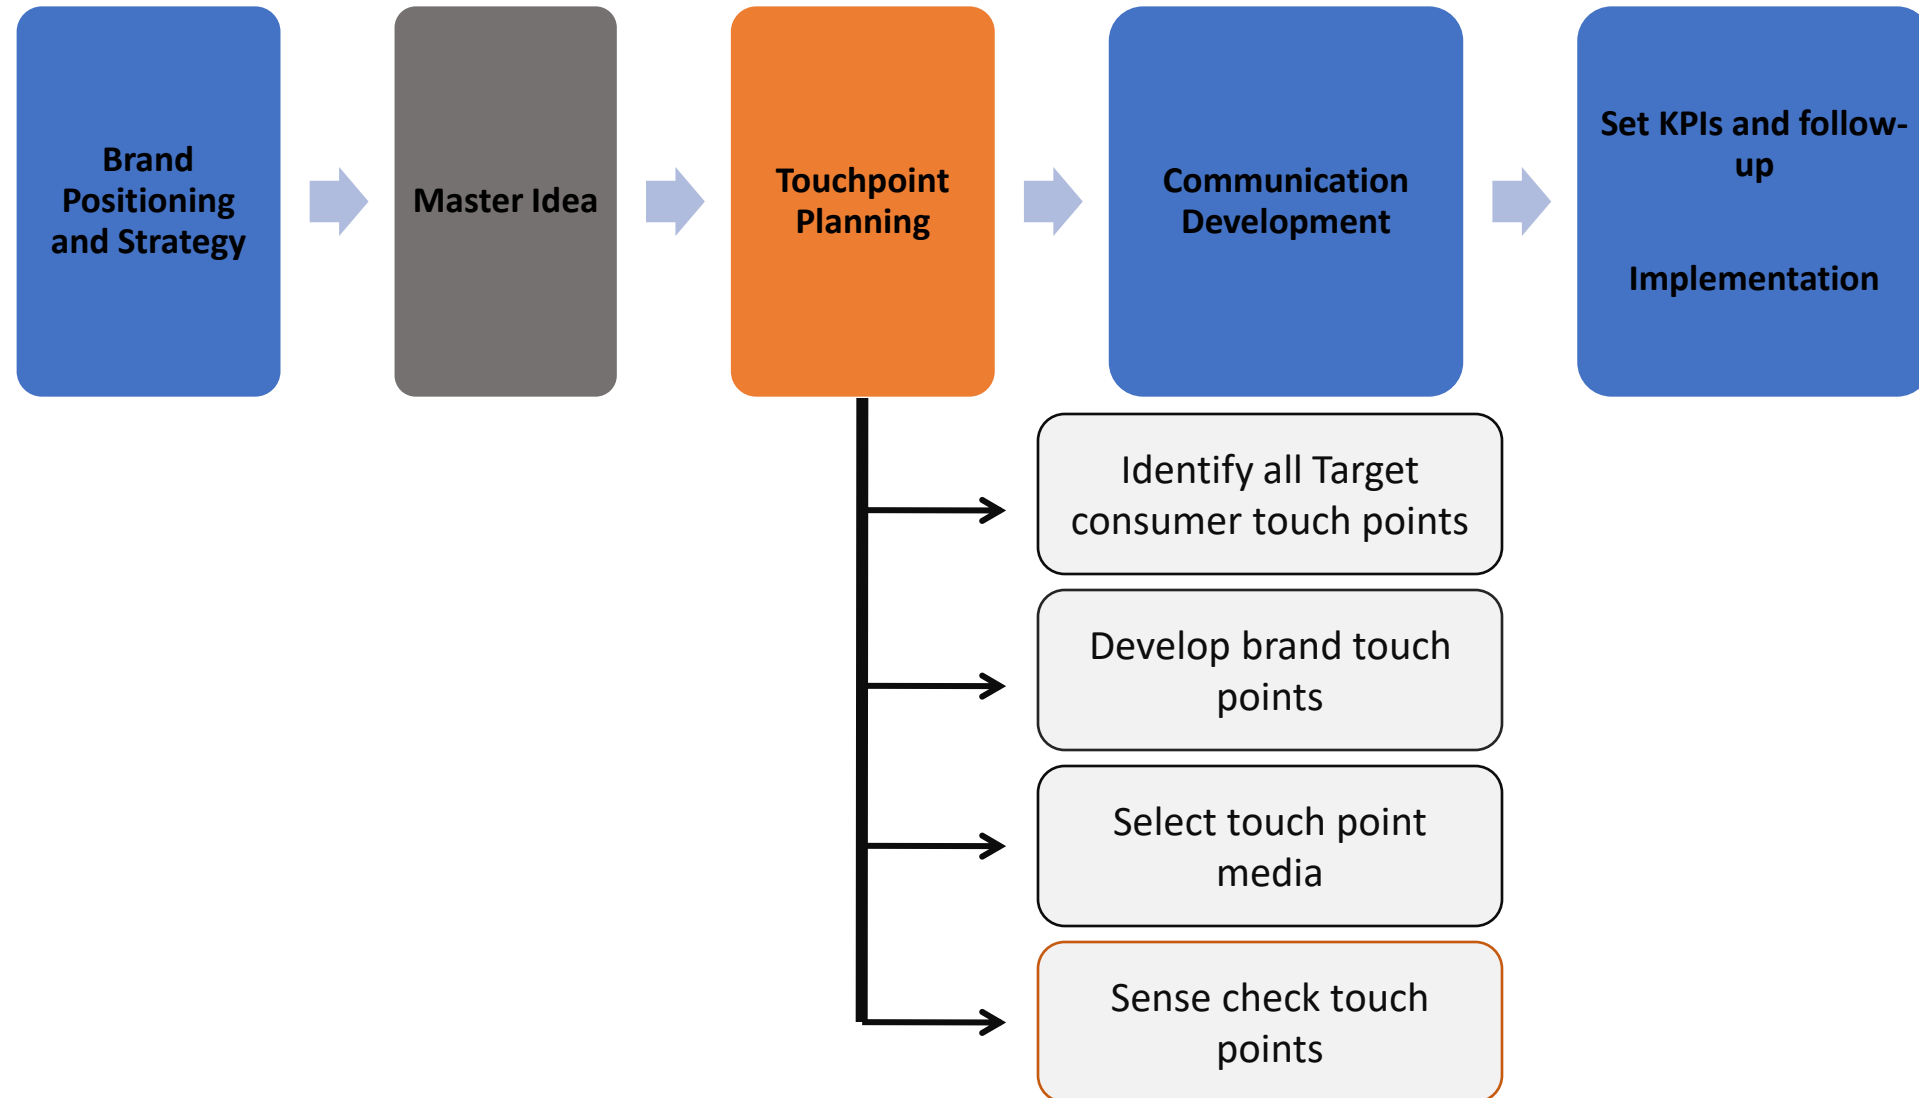 Brand
Positioning
and Strategy
Master Idea
Touchpoint
Planning
Communication
Development
Set KPIs and follow-
up
Implementation
Identify all Target
consumer touch points
Develop brand touch
points
Select touch point
media
Sense check touch
points